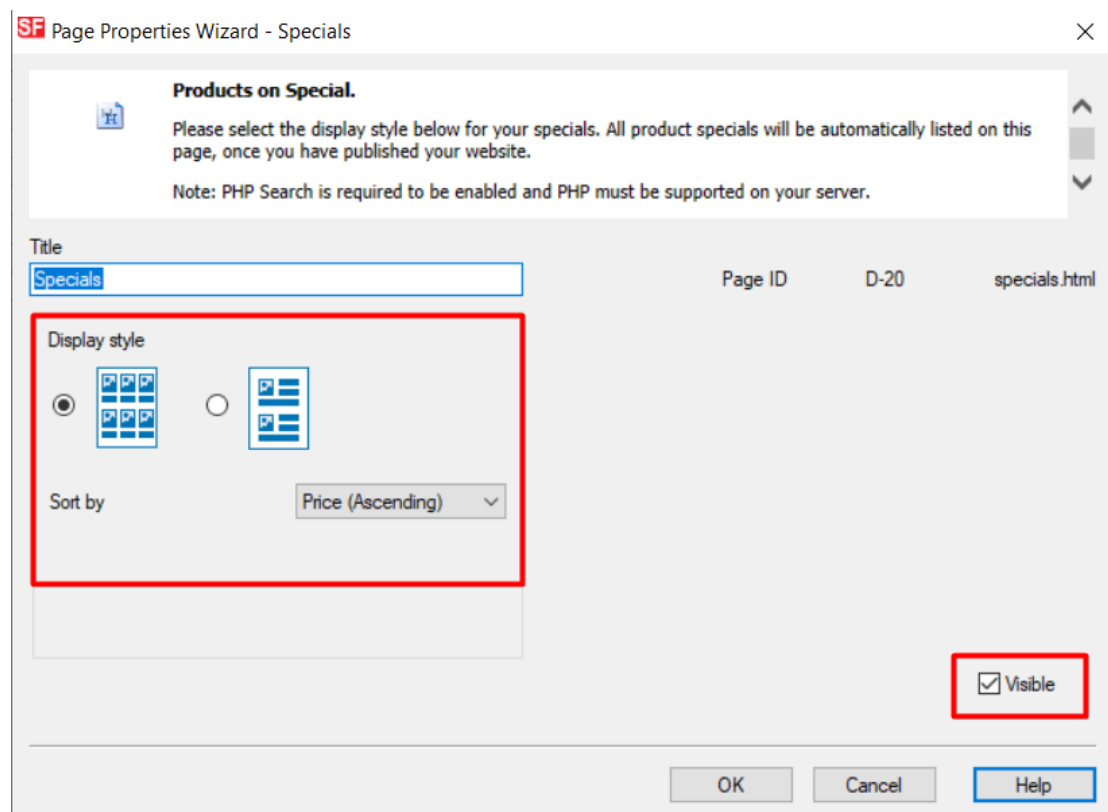 SF Page Properties Wizard - Specials
Products on Special.
Please select the display style below for your specials. All product specials will be automatically listed on this
page, once you have published your website.
Note: PHP Search is required to be enabled and PHP must be supported on your server.
Title
Specials
Page ID D-20 specials.html
Display style
Sort by Price (Ascending)
Visible
OK Cancel Help